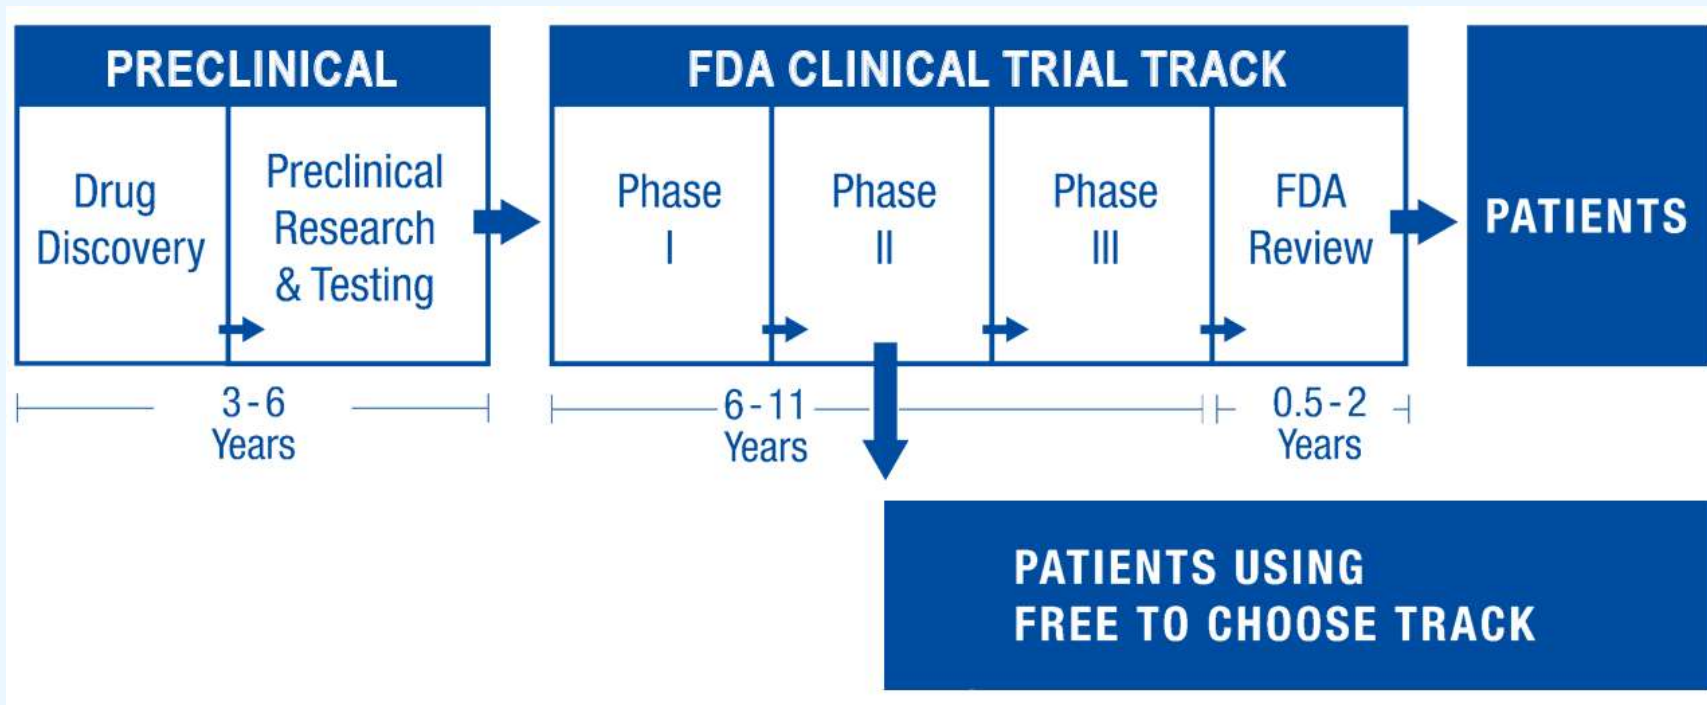 PRECLINICAL
Drug
Discovery
Preclinical
Research
& Testing
3-6
Years
FDA CLINICAL TRIAL TRACK
Phase
I
Phase
II
Phase
III
FDA
Review
6-11
Years
0.5-2
Years
PATIENTS
PATIENTS USING
FREE TO CHOOSE TRACK